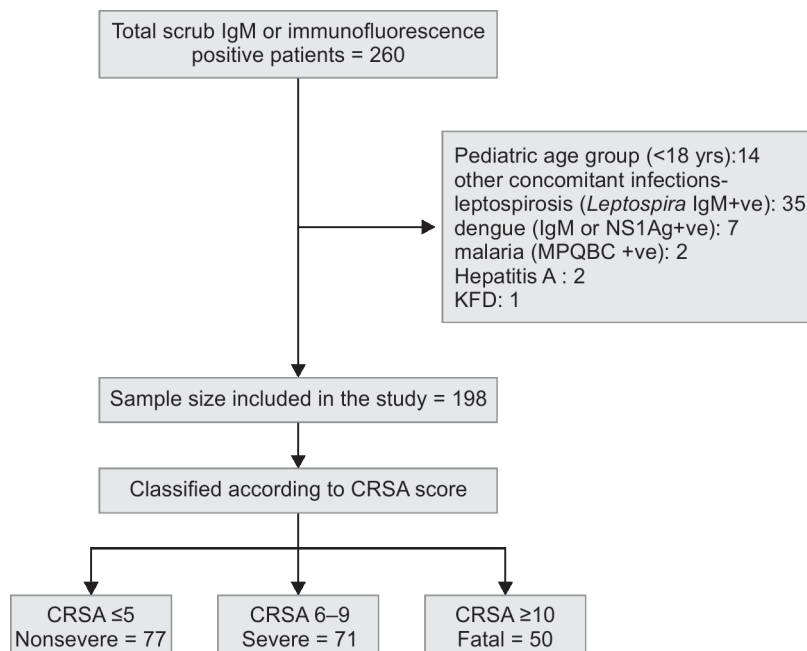 Total scrub IgM or immunofluorescence
positive patients = 260
Pediatric age group (<18 yrs):14
other concomitant infections-
leptospirosis (Leptospira IgM+ve): 35
dengue (IgM or NS1Ag+ve): 7
malaria (MPQBC +ve): 2
Hepatitis A : 2
KFD: 1
Sample size included in the study = 198
Classified according to CRSA score
CRSA ≤5
Nonsevere = 77
CRSA 6–9
Severe = 71
CRSA ≥10
Fatal = 50